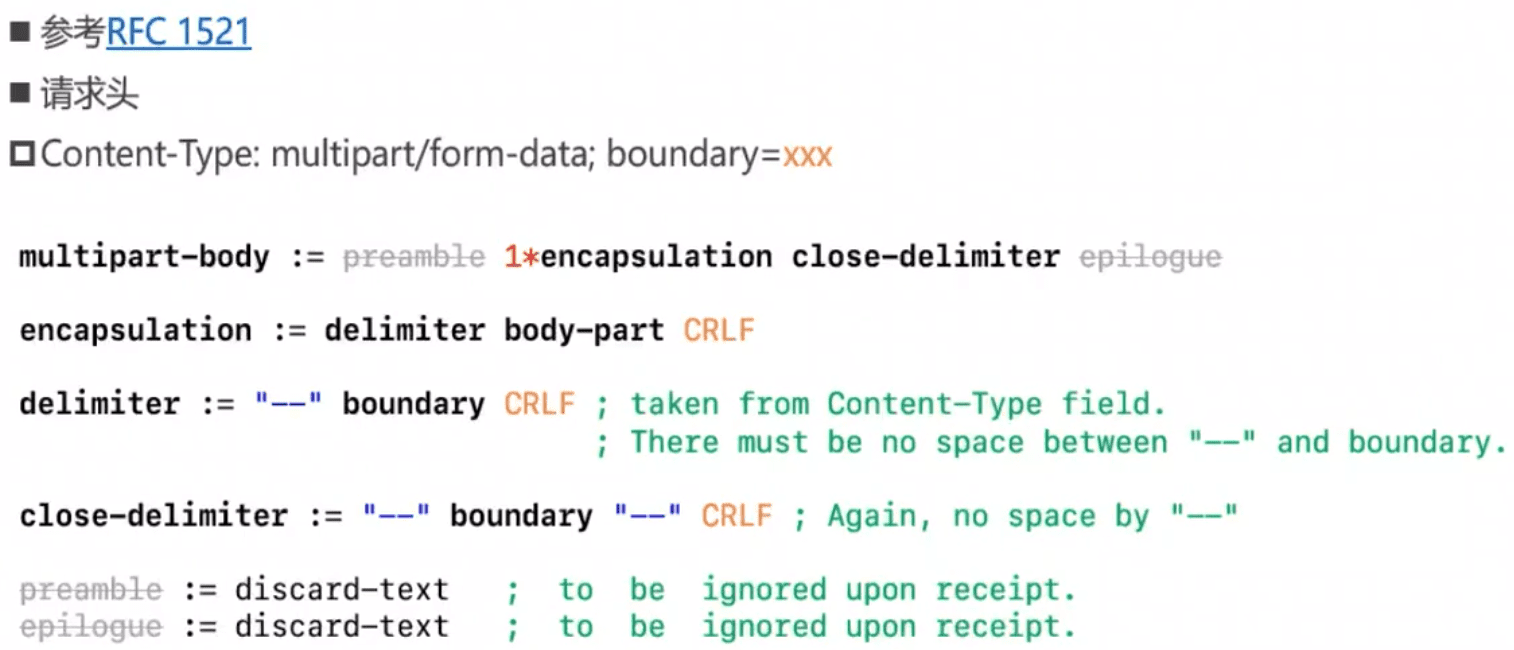 ■ 参考RFC 1521
■ 请求头
□Content-Type: multipart/form-data; boundary=xxx
multipart-body := preamble 1*encapsulation close-delimiter epilogue
encapsulation := delimiter body-part CRLF
delimiter := "--" boundary CRLF ; taken from Content-Type field.
; There must be no space between "--" and boundary.
close-delimiter := "--" boundary "--" CRLF ; Again, no space by "--"
preamble := discard-text ; to be ignored upon receipt.
epilogue := discard-text ; to be ignored upon receipt.